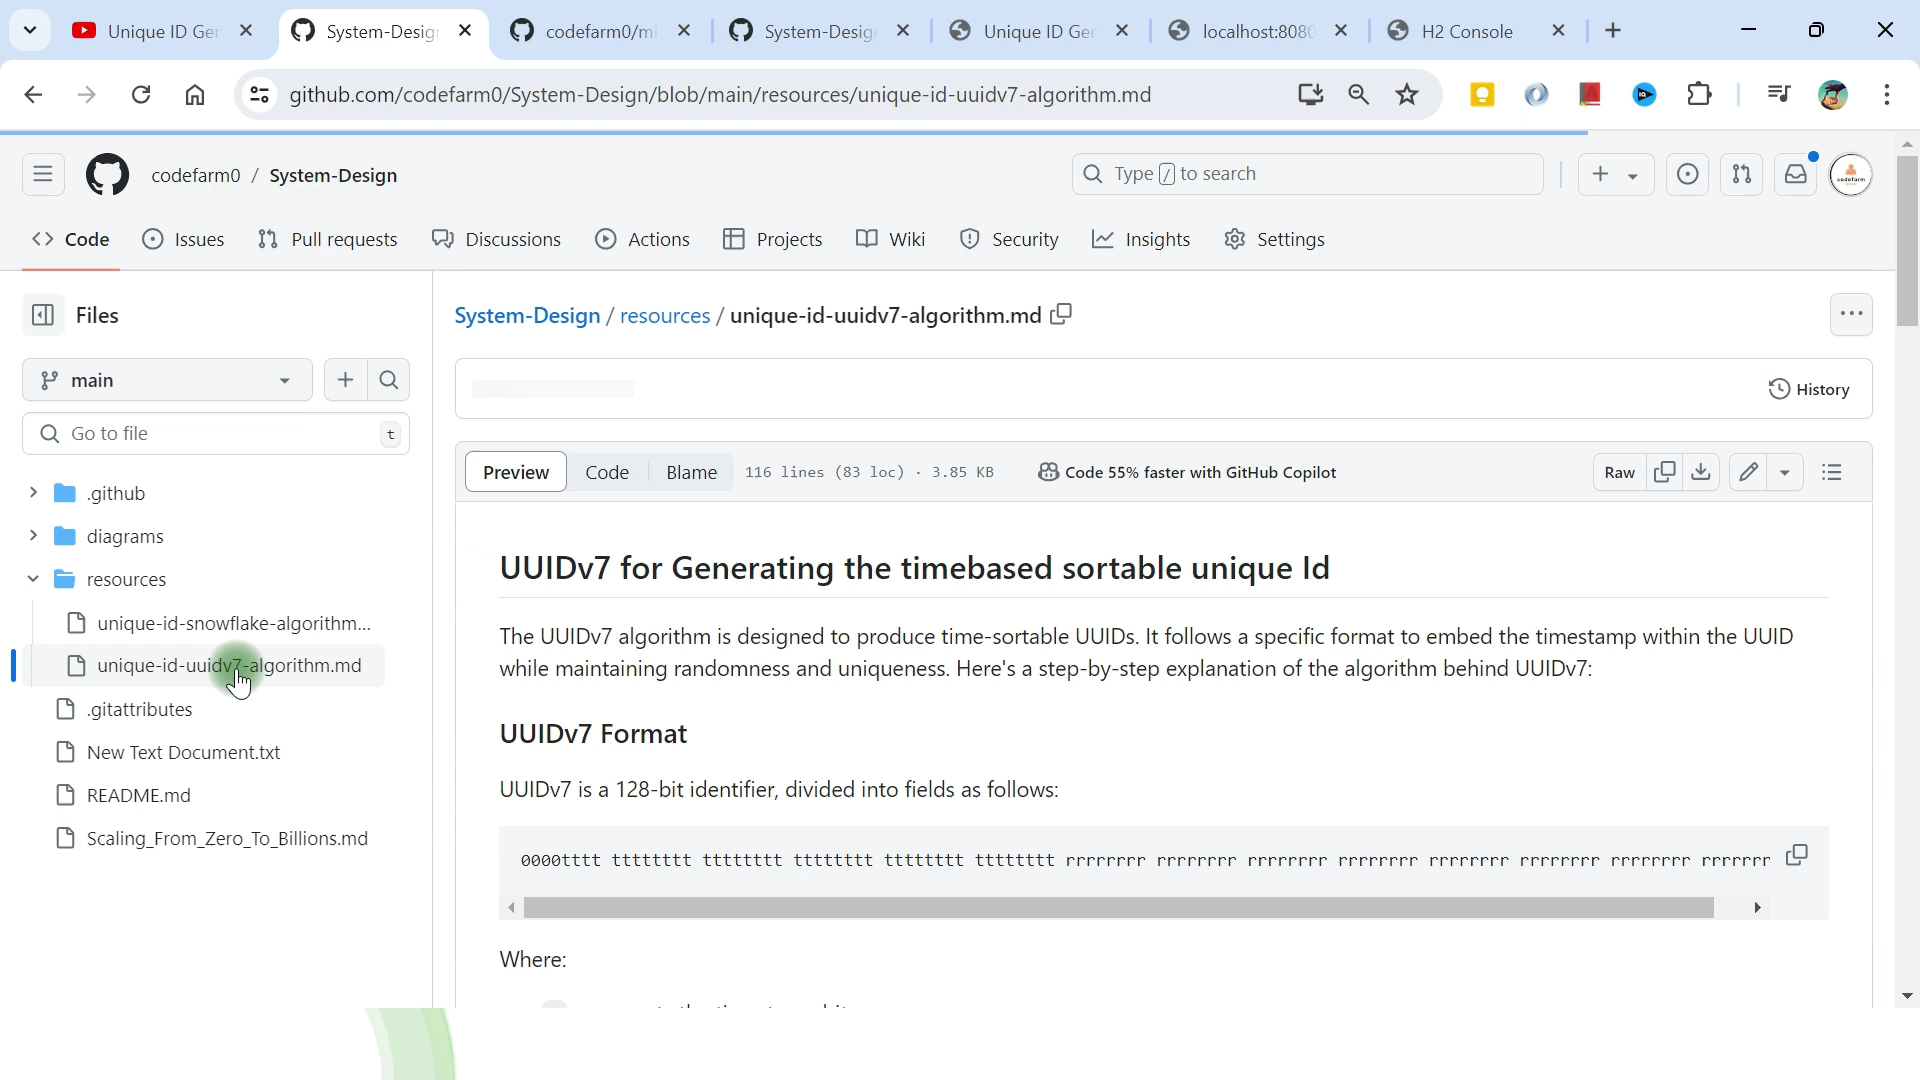 Unique ID Ger
System-Desig
codefarm0/mi
System-Desig
Unique ID Ger
localhost:8080
H2 Console
github.com/codefarm0/System-Design/blob/main/resources/unique-id-uuidv7-algorithm.md
codefarm0 / System-Design
Type / to search
Code
Issues
Pull requests
Discussions
Actions
Projects
Wiki
Security
Insights
Settings
Files
System-Design / resources / unique-id-uuidv7-algorithm.md
main
History
Go to file
t
Preview
Code
Blame
116 lines (83 loc) · 3.85 KB
Code 55% faster with GitHub Copilot
Raw
.github
diagrams
resources
unique-id-snowflake-algorithm...
unique-id-uuidv7-algorithm.md
.gitattributes
New Text Document.txt
README.md
Scaling_From_Zero_To_Billions.md
UUIDv7 for Generating the timebased sortable unique Id
The UUIDv7 algorithm is designed to produce time-sortable UUIDs. It follows a specific format to embed the timestamp within the UUID
while maintaining randomness and uniqueness. Here's a step-by-step explanation of the algorithm behind UUIDv7:
UUIDv7 Format
UUIDv7 is a 128-bit identifier, divided into fields as follows:
0000tttt tttttttt tttttttt tttttttt tttttttt tttttttt rrrrrrrr rrrrrrrr rrrrrrrr rrrrrrrr rrrrrrrr rrrrrrrr rrrrrrrr rrrrrrr
Where: